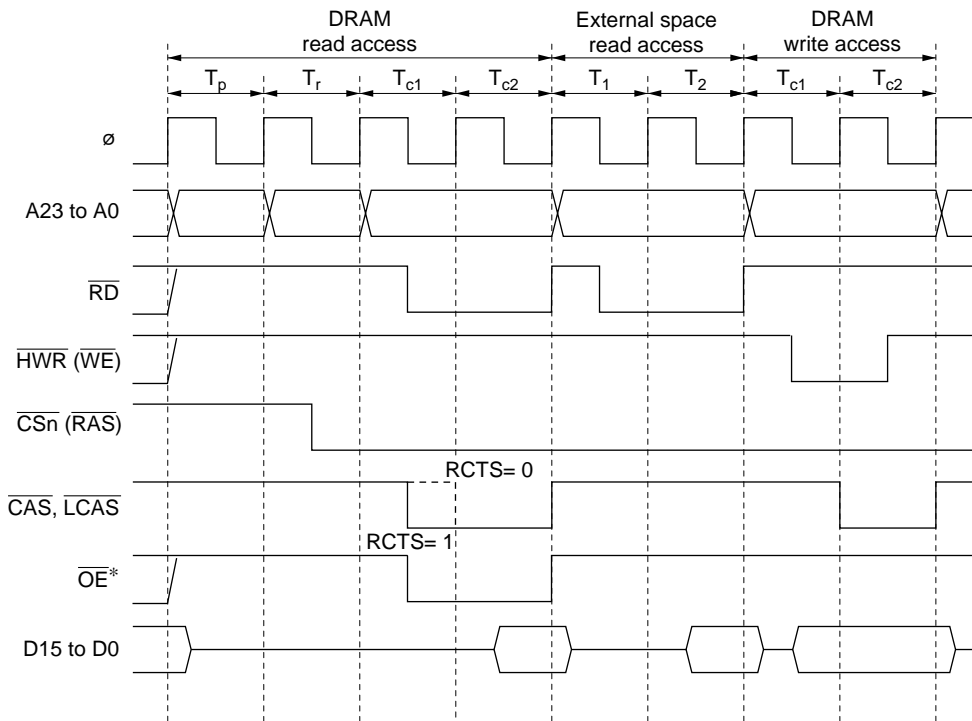 DRAM
read access
External space
read access
DRAM
write access
Tp Tr Tc1 Tc2 T1 T2 Tc1 Tc2
ø
A23 to A0
RD
HWR (WE)
CSn (RAS)
RCTS= 0
CAS, LCAS
RCTS= 1
OE*
D15 to D0